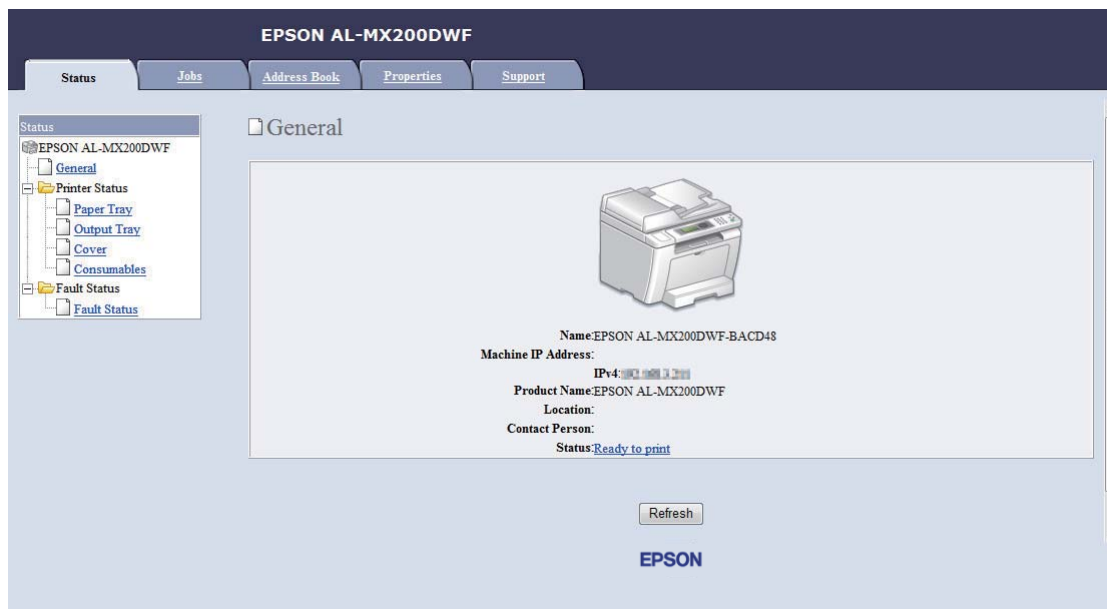 EPSON AL-MX200DWF
Status Jobs Address Book Properties Support
Status
EPSON AL-MX200DWF
General
Printer Status
Paper Tray
Output Tray
Cover
Consumables
Fault Status
Fault Status
General
Name:EPSON AL-MX200DWF-BACD48
Machine IP Address:
IPv4:
Product Name:EPSON AL-MX200DWF
Location:
Contact Person:
Status:Ready to print
Refresh
EPSON